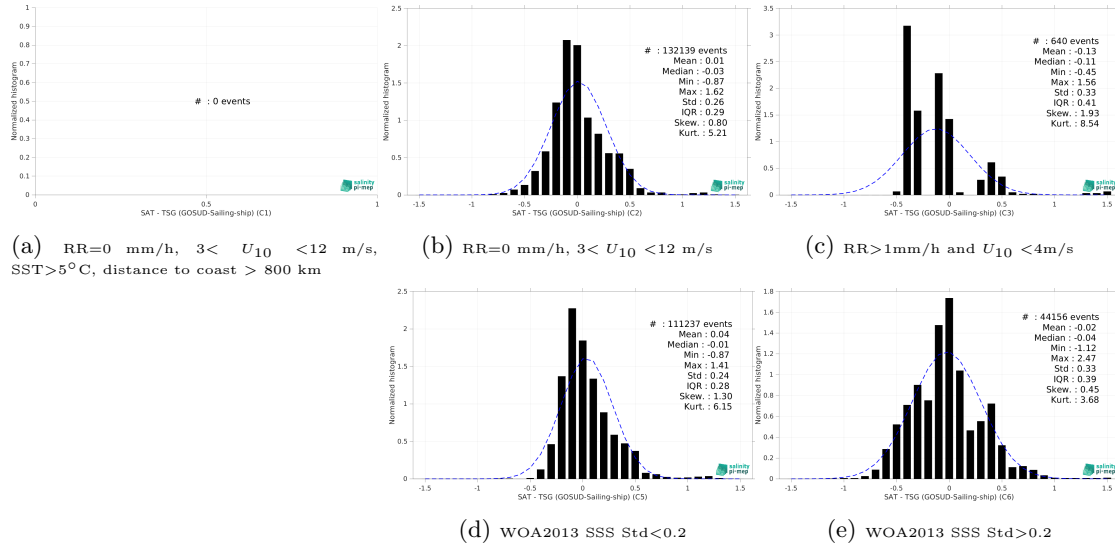 1
0.9
0.8
0.7
0.6
0.5
0.4
0.3
0.2
0.1
0
Normalized histogram
# : 0 events
salinity
pi-mep
0 0.5 1
SAT - TSG (GOSUD-Sailing-ship) (C1)
(a) RR=0 mm/h, 3< U10 <12 m/s,
SST>5°C, distance to coast > 800 km
2.5
2
1.5
1
0.5
0
Normalized histogram
# : 132139 events
Mean : 0.01
Median : -0.03
Min : -0.87
Max : 1.62
Std : 0.26
IQR : 0.29
Skew. : 0.80
Kurt. : 5.21
salinity
pi-mep
-1.5 -1 -0.5 0 0.5 1 1.5
SAT - TSG (GOSUD-Sailing-ship) (C2)
(b) RR=0 mm/h, 3< U10 <12 m/s
3.5
3
2.5
2
1.5
1
0.5
0
Normalized histogram
# : 640 events
Mean : -0.13
Median : -0.11
Min : -0.45
Max : 1.56
Std : 0.33
IQR : 0.41
Skew. : 1.93
Kurt. : 8.54
salinity
pi-mep
-1.5 -1 -0.5 0 0.5 1 1.5
SAT - TSG (GOSUD-Sailing-ship) (C3)
(c) RR>1mm/h and U10 <4m/s
2.5
2
1.5
1
0.5
0
Normalized histogram
# : 111237 events
Mean : 0.04
Median : -0.01
Min : -0.87
Max : 1.41
Std : 0.24
IQR : 0.28
Skew. : 1.30
Kurt. : 6.15
salinity
pi-mep
-1.5 -1 -0.5 0 0.5 1 1.5
SAT - TSG (GOSUD-Sailing-ship) (C5)
(d) WOA2013 SSS Std<0.2
1.8
1.6
1.4
1.2
1
0.8
0.6
0.4
0.2
0
Normalized histogram
# : 44156 events
Mean : -0.02
Median : -0.04
Min : -1.12
Max : 2.47
Std : 0.33
IQR : 0.39
Skew. : 0.45
Kurt. : 3.68
salinity
pi-mep
-1.5 -1 -0.5 0 0.5 1 1.5
SAT - TSG (GOSUD-Sailing-ship) (C6)
(e) WOA2013 SSS Std>0.2